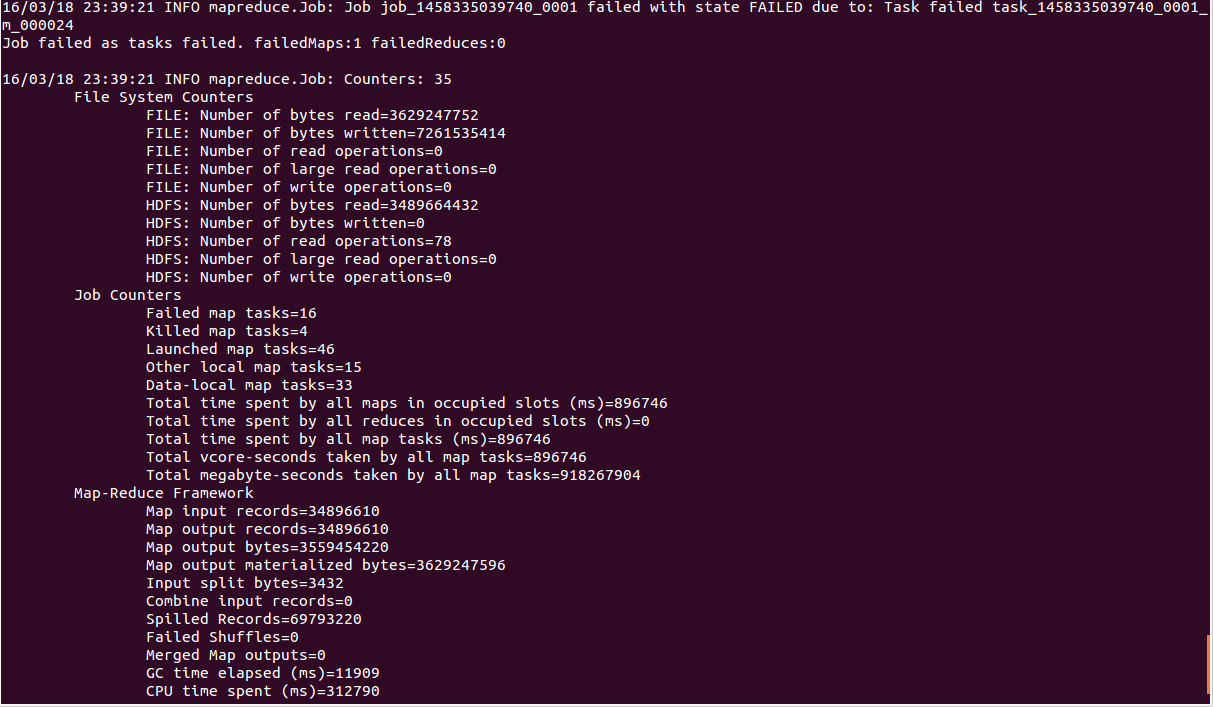 16/03/18 23:39:21 INFO mapreduce.Job: Job job_1458335039740_0001 failed with state FAILED due to: Task failed task_1458335039740_0001_
m_000024
Job failed as tasks failed. failedMaps:1 failedReduces:0
16/03/18 23:39:21 INFO mapreduce.Job: Counters: 35
File System Counters
FILE: Number of bytes read=3629247752
FILE: Number of bytes written=7261535414
FILE: Number of read operations=0
FILE: Number of large read operations=0
FILE: Number of write operations=0
HDFS: Number of bytes read=3489664432
HDFS: Number of bytes written=0
HDFS: Number of read operations=78
HDFS: Number of large read operations=0
HDFS: Number of write operations=0
Job Counters
Failed map tasks=16
Killed map tasks=4
Launched map tasks=46
Other local map tasks=15
Data-local map tasks=33
Total time spent by all maps in occupied slots (ms)=896746
Total time spent by all reduces in occupied slots (ms)=0
Total time spent by all map tasks (ms)=896746
Total vcore-seconds taken by all map tasks=896746
Total megabyte-seconds taken by all map tasks=918267904
Map-Reduce Framework
Map input records=34896610
Map output records=34896610
Map output bytes=3559454220
Map output materialized bytes=3629247596
Input split bytes=3432
Combine input records=0
Spilled Records=69793220
Failed Shuffles=0
Merged Map outputs=0
GC time elapsed (ms)=11909
CPU time spent (ms)=312790